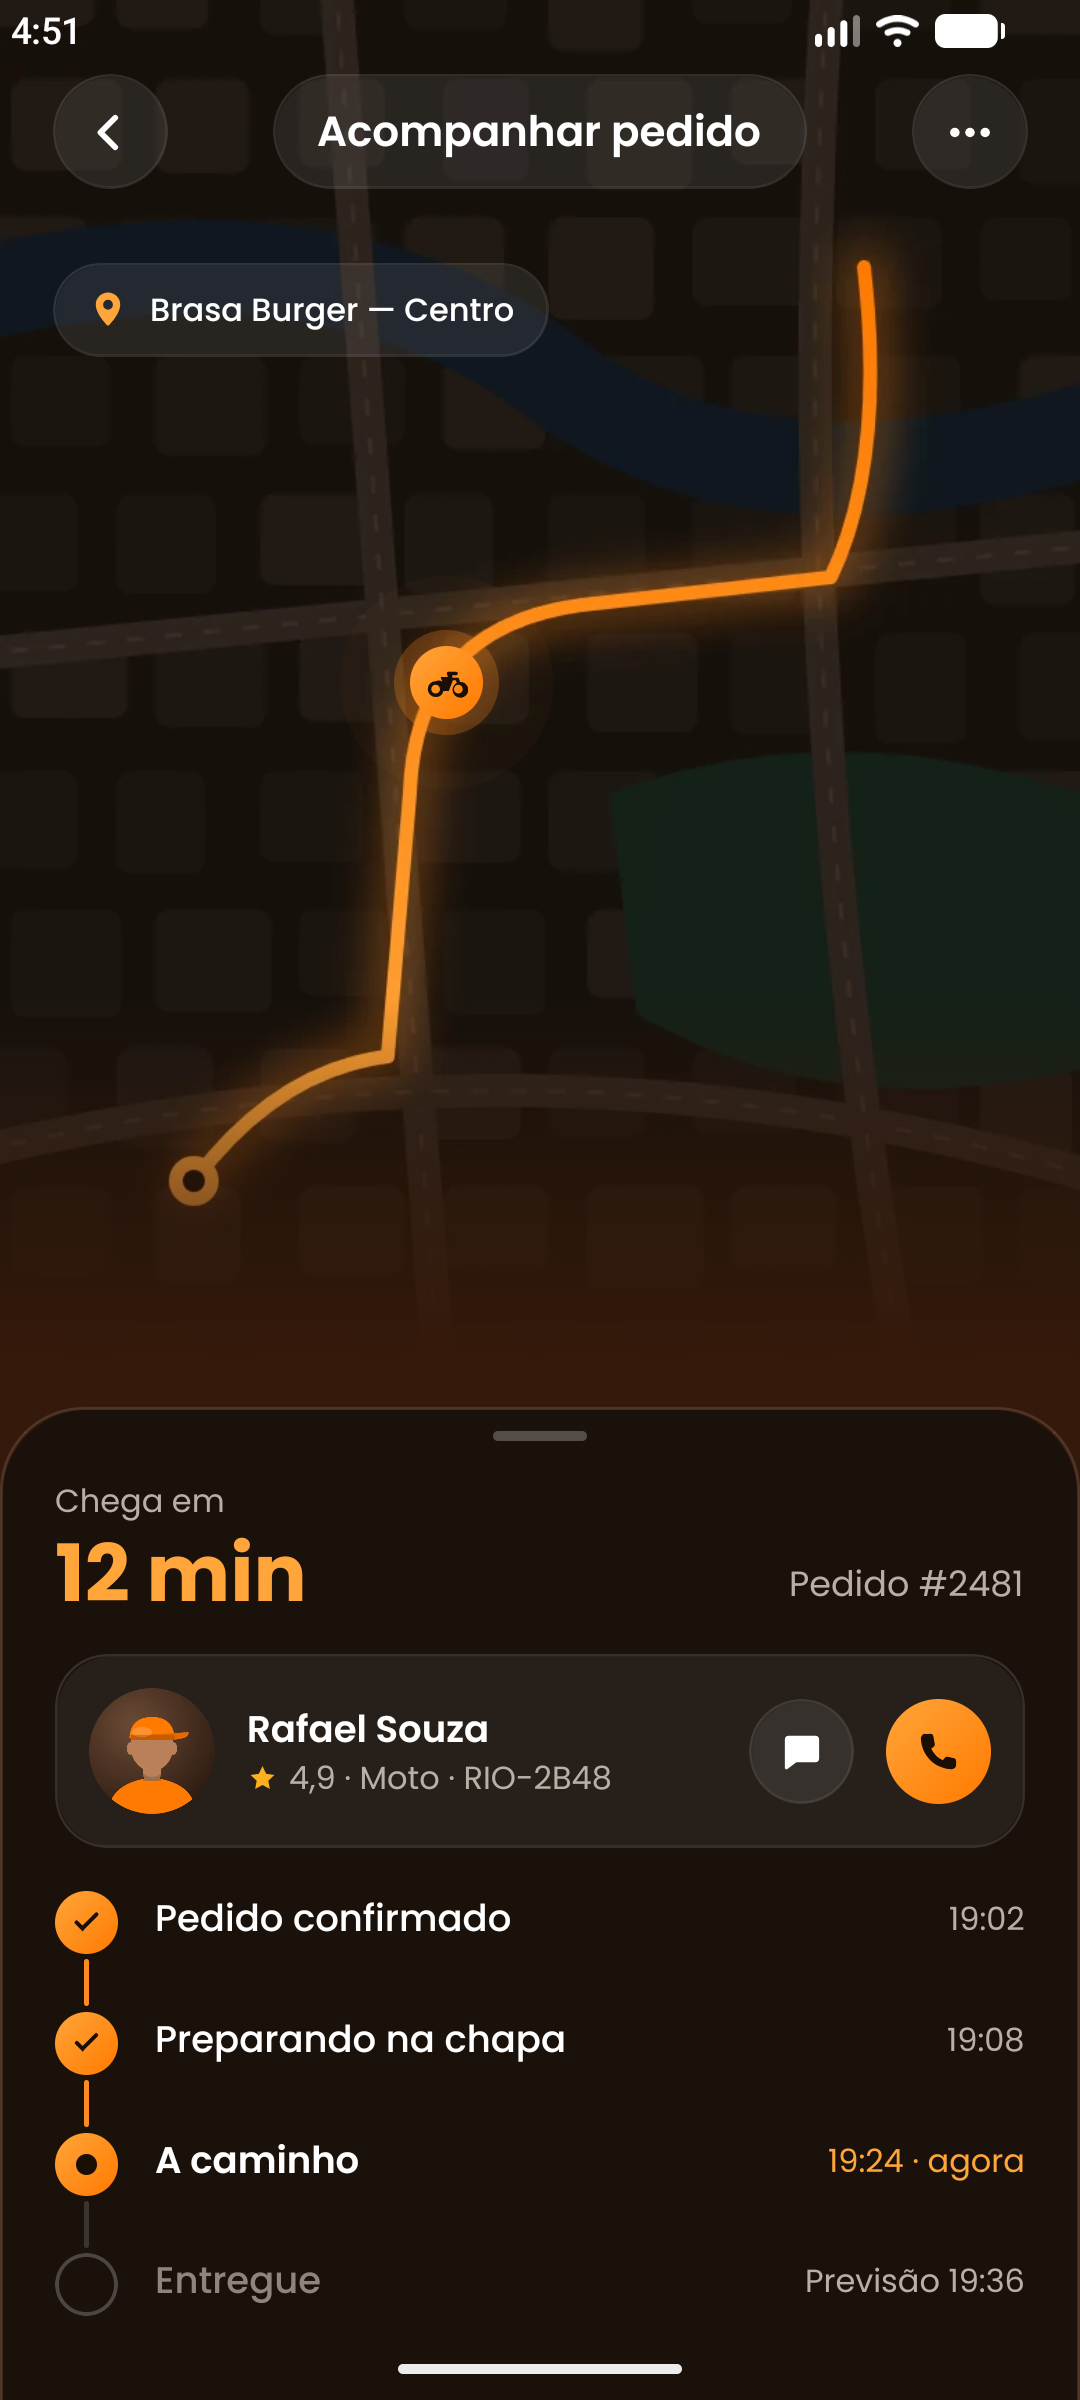 4:51
Acompanhar pedido
Brasa Burger — Centro
Chega em
12 min
Pedido #2481
Rafael Souza
4,9 · Moto · RIO-2B48
Pedido confirmado
19:02
Preparando na chapa
19:08
A caminho
19:24 · agora
Entregue
Previsão 19:36